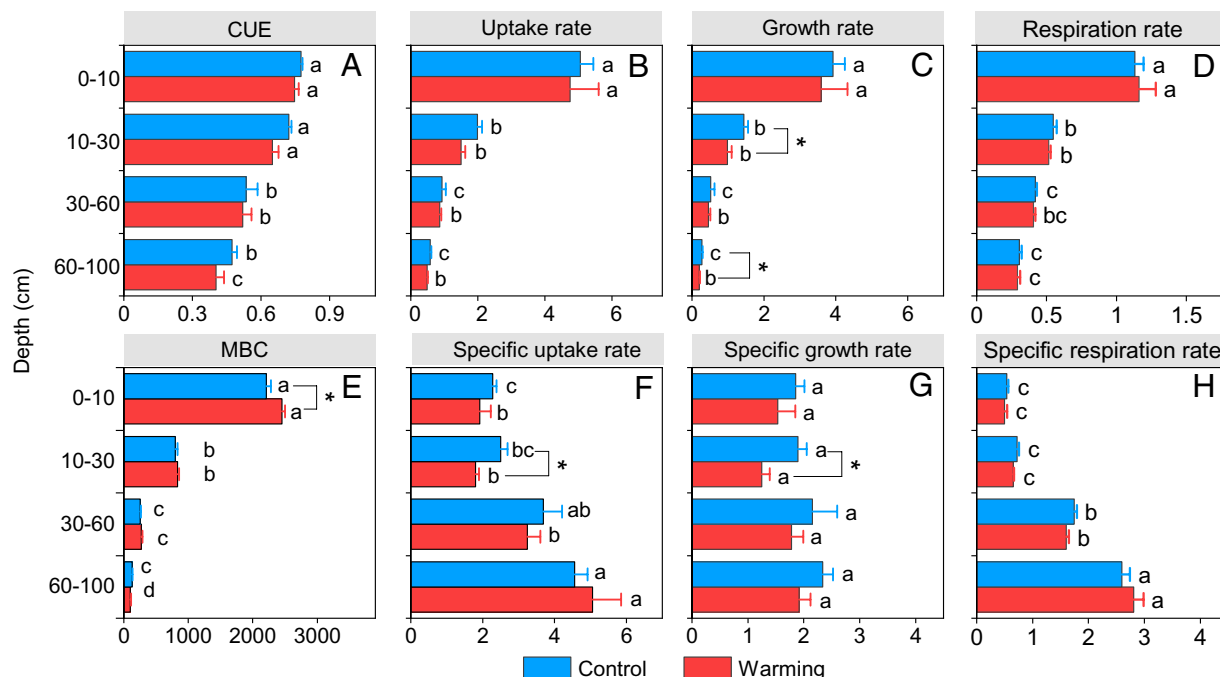 CUE
Uptake rate
Growth rate
Respiration rate
A
B
C
D
0-10
a
a
a
a
a
a
a
a
10-30
a
a
b
b
b
b
*
b
b
30-60
b
b
c
b
c
b
c
bc
60-100
b
c
c
b
c
b
*
c
c
0 0.3 0.6 0.9
0 2 4 6
0 2 4 6
0 0.5 1 1.5
Depth (cm)
MBC
Specific uptake rate
Specific growth rate
Specific respiration rate
E
F
G
H
0-10
a
a
*
c
b
a
a
c
c
10-30
b
b
bc
b
*
a
a
*
c
c
30-60
c
c
ab
b
a
a
b
b
60-100
c
d
a
a
a
a
a
a
0 1000 2000 3000
0 2 4 6
0 1 2 3 4
0 1 2 3 4
Control Warming